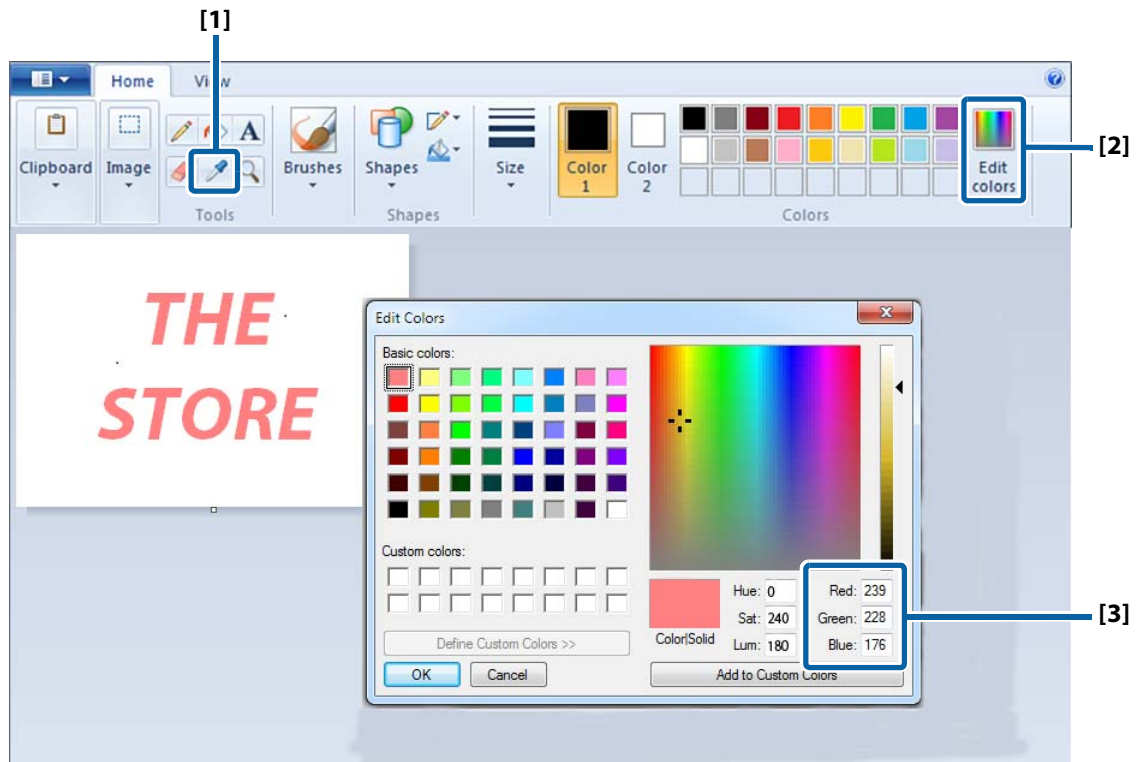 [1]
Home View
Clipboard
Image
A
Tools
Brushes
Shapes
Shapes
Size
Color 1
Color 2
Colors
Edit colors
[2]
THE
STORE
Edit Colors
Basic colors:
Custom colors:
Define Custom Colors >>
OK Cancel
Color|Solid
Hue: 0 Red: 239
Sat: 240 Green: 228
Lum: 180 Blue: 176
Add to Custom Colors
[3]